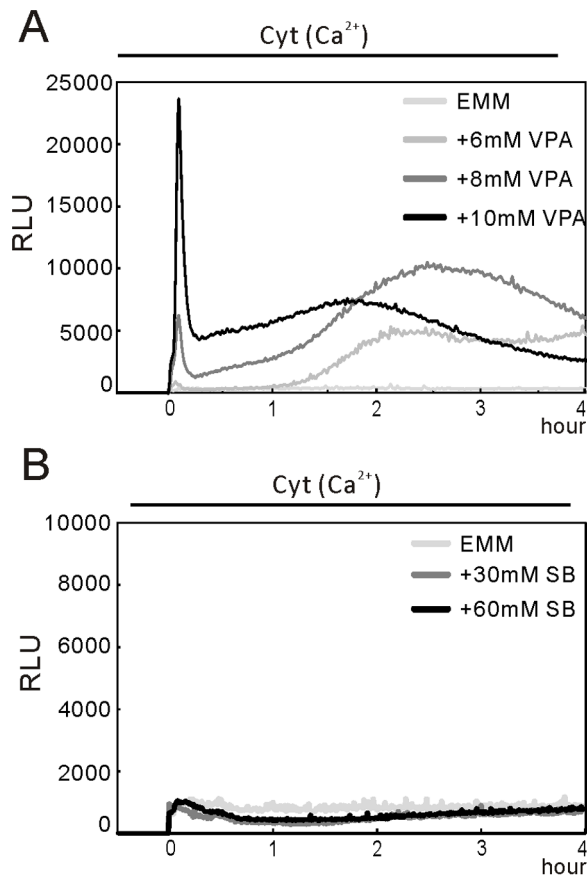 A
Cyt (Ca²⁺)
25000
20000
15000
10000
5000
0
RLU
EMM
+6mM VPA
+8mM VPA
+10mM VPA
0 1 2 3 4
hour
B
Cyt (Ca²⁺)
10000
8000
6000
4000
2000
0
RLU
EMM
+30mM SB
+60mM SB
0 1 2 3 4
hour